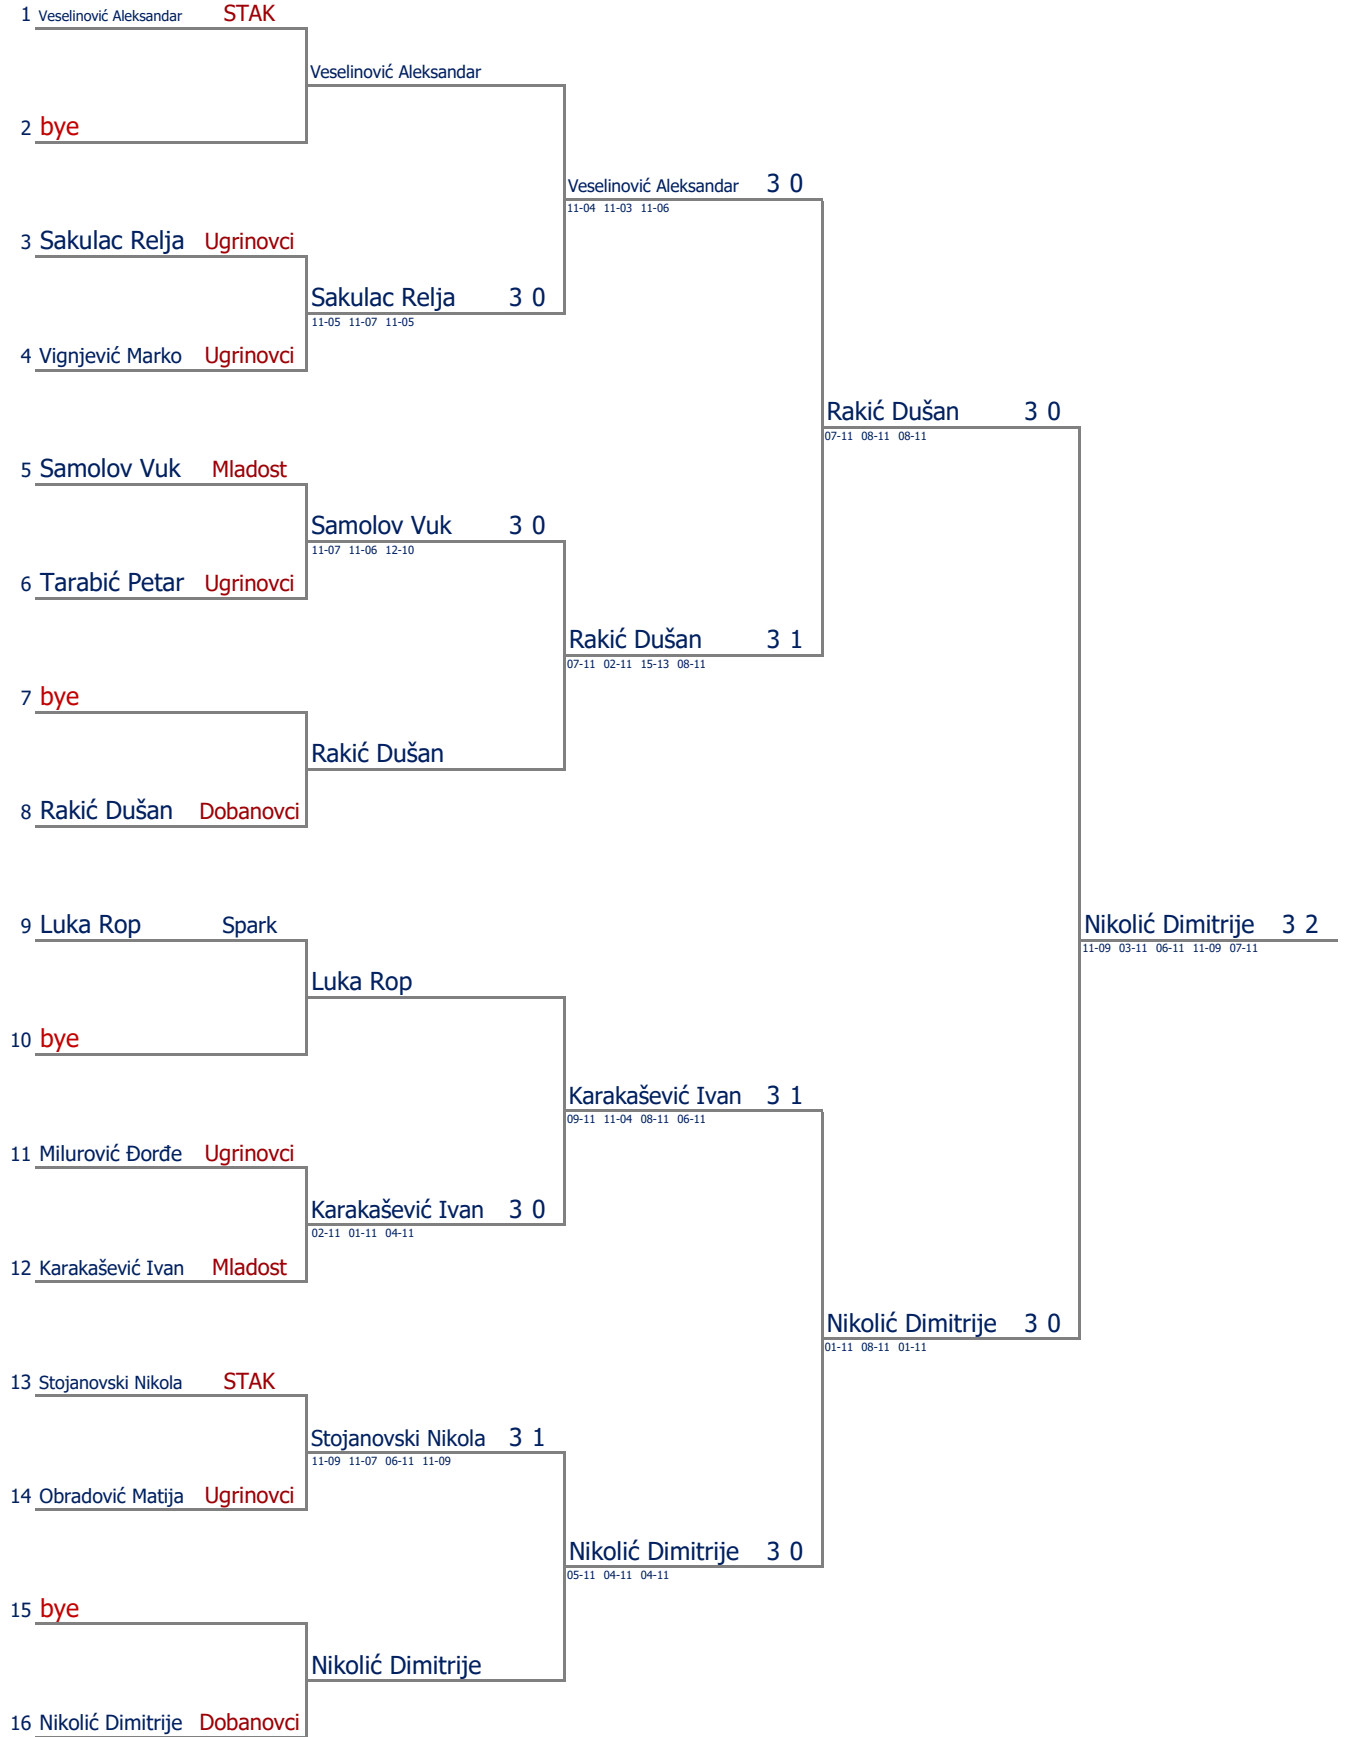 1 Veselinović Aleksandar STAK
Veselinović Aleksandar
2 bye
Veselinović Aleksandar 3 0
11-04 11-03 11-06
3 Sakulac Relja Ugrinovci
Sakulac Relja 3 0
11-05 11-07 11-05
4 Vignjević Marko Ugrinovci
Rakić Dušan 3 0
07-11 08-11 08-11
5 Samolov Vuk Mladost
Samolov Vuk 3 0
11-07 11-06 12-10
6 Tarabić Petar Ugrinovci
Rakić Dušan 3 1
07-11 02-11 15-13 08-11
7 bye
Rakić Dušan
8 Rakić Dušan Dobanovci
9 Luka Rop Spark
Nikolić Dimitrije 3 2
11-09 03-11 06-11 11-09 07-11
Luka Rop
10 bye
Karakašević Ivan 3 1
09-11 11-04 08-11 06-11
11 Milurović Đorđe Ugrinovci
Karakašević Ivan 3 0
02-11 01-11 04-11
12 Karakašević Ivan Mladost
Nikolić Dimitrije 3 0
01-11 08-11 01-11
13 Stojanovski Nikola STAK
Stojanovski Nikola 3 1
11-09 11-07 06-11 11-09
14 Obradović Matija Ugrinovci
Nikolić Dimitrije 3 0
05-11 04-11 04-11
15 bye
Nikolić Dimitrije
16 Nikolić Dimitrije Dobanovci